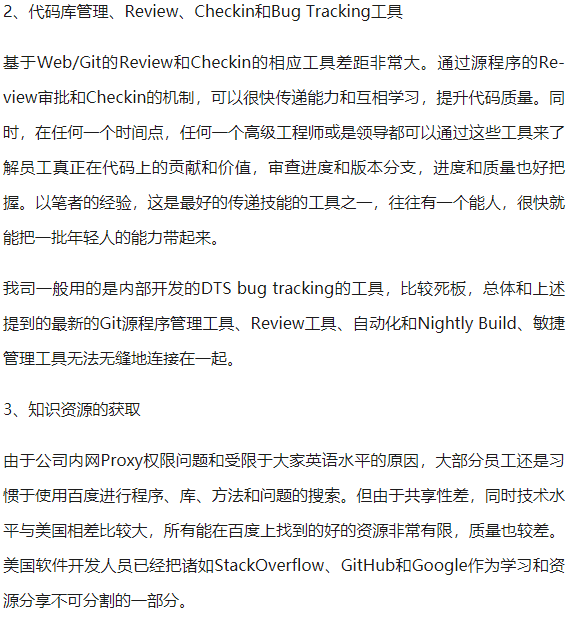 2、代码库管理、Review、Checkin和Bug Tracking工具
基于Web/Git的Review和Checkin的相应工具差距非常大。通过源程序的Re-
view审批和Checkin的机制，可以很快传递能力和互相学习，提升代码质量。同
时，在任何一个时间点，任何一个高级工程师或是领导都可以通过这些工具来了
解员工真正在代码上的贡献和价值，审查进度和版本分支，进度和质量也好把
握。以笔者的经验，这是最好的传递技能的工具之一，往往有一个能人，很快就
能把一批年轻人的能力带起来。
我司一般用的是内部开发的DTS bug tracking的工具，比较死板，总体和上述
提到的最新的Git源程序管理工具、Review工具、自动化和Nightly Build、敏捷
管理工具无法无缝地连接在一起。
3、知识资源的获取
由于公司内网Proxy权限问题和受限于大家英语水平的原因，大部分员工还是习
惯于使用百度进行程序、库、方法和问题的搜索。但由于共享性差，同时技术水
平与美国相差比较大，所有能在百度上找到的好的资源非常有限，质量也较差。
美国软件开发人员已经把诸如StackOverflow、GitHub和Google作为学习和资
源分享不可分割的一部分。